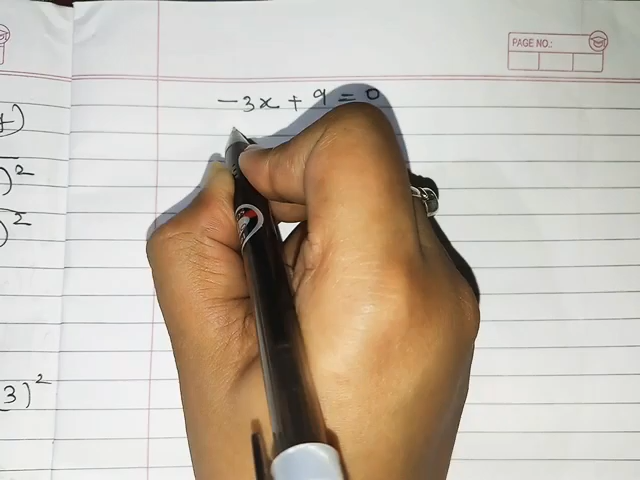 PAGE NO.:
-3x + 9 = 0
)²
)²
3)²